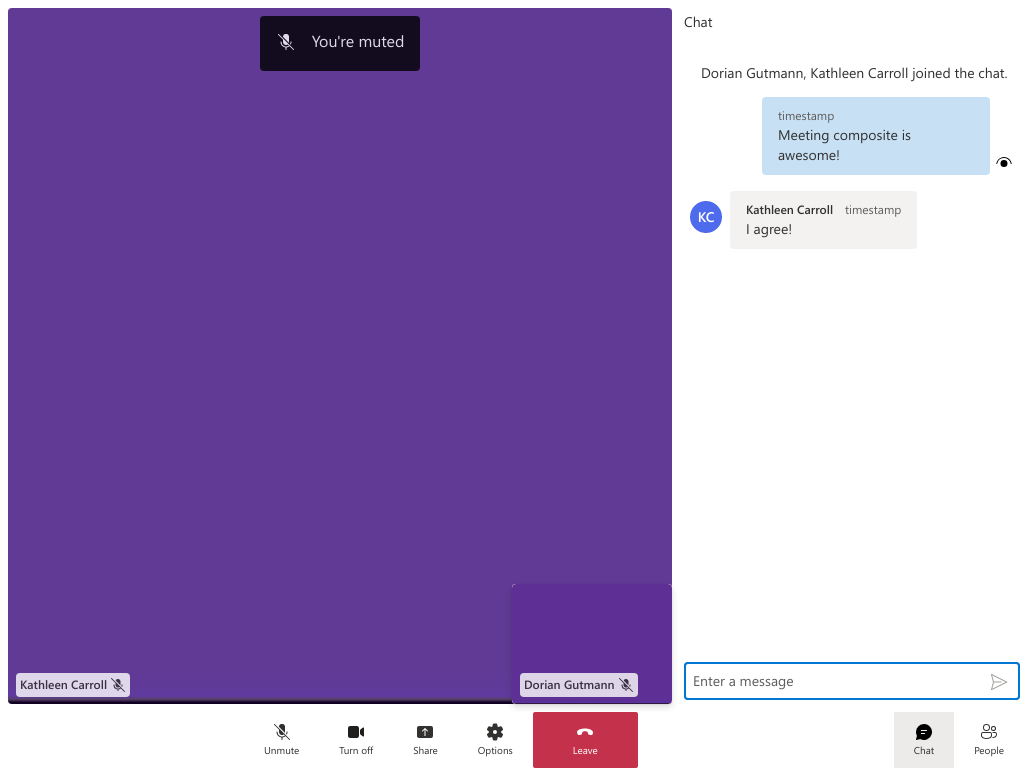 You're muted
Kathleen Carroll
Dorian Gutmann
Unmute
Turn off
Share
Options
Leave
Chat
Dorian Gutmann, Kathleen Carroll joined the chat.
timestamp
Meeting composite is
awesome!
KC
Kathleen Carroll timestamp
I agree!
Enter a message
Chat
People